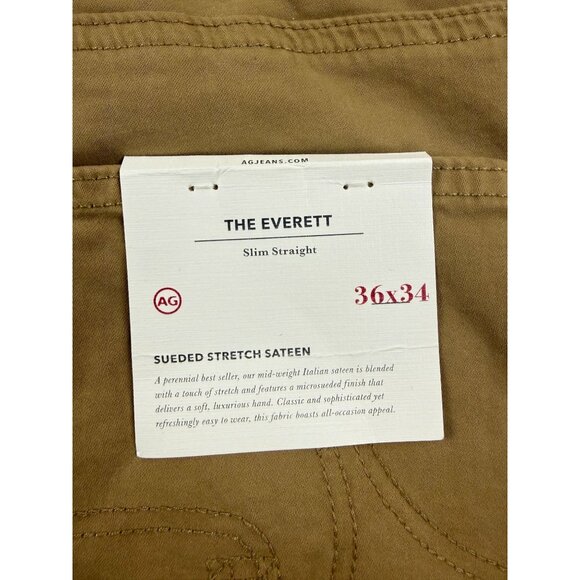 AGJEANS.COM
THE EVERETT
Slim Straight
AG
36x34
SUEDED STRETCH SATEEN
A perennial best seller, our mid-weight Italian sateen is blended
with a touch of stretch and features a microsueded finish that
delivers a soft, luxurious hand. Classic and sophisticated yet
refreshingly easy to wear, this fabric boasts all-occasion appeal.